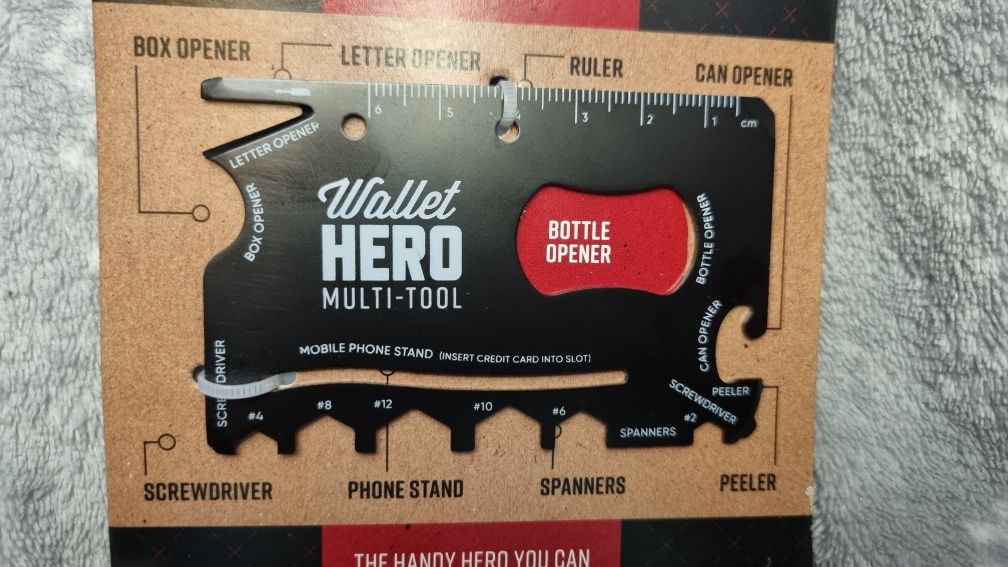 BOX OPENER
LETTER OPENER
RULER
CAN OPENER
6 5 3 2 1 cm
LETTER OPENER
BOX OPENER
Wallet
HERO
MULTI-TOOL
BOTTLE
OPENER
BOTTLE OPENER
CAN OPENER
MOBILE PHONE STAND (INSERT CREDIT CARD INTO SLOT)
SCREWDRIVER
PEELER
SCREWDRIVER
#4 #8 #12 #10 #6 #2
SPANNERS
SCREWDRIVER
PHONE STAND
SPANNERS
PEELER
THE HANDY HERO YOU CAN